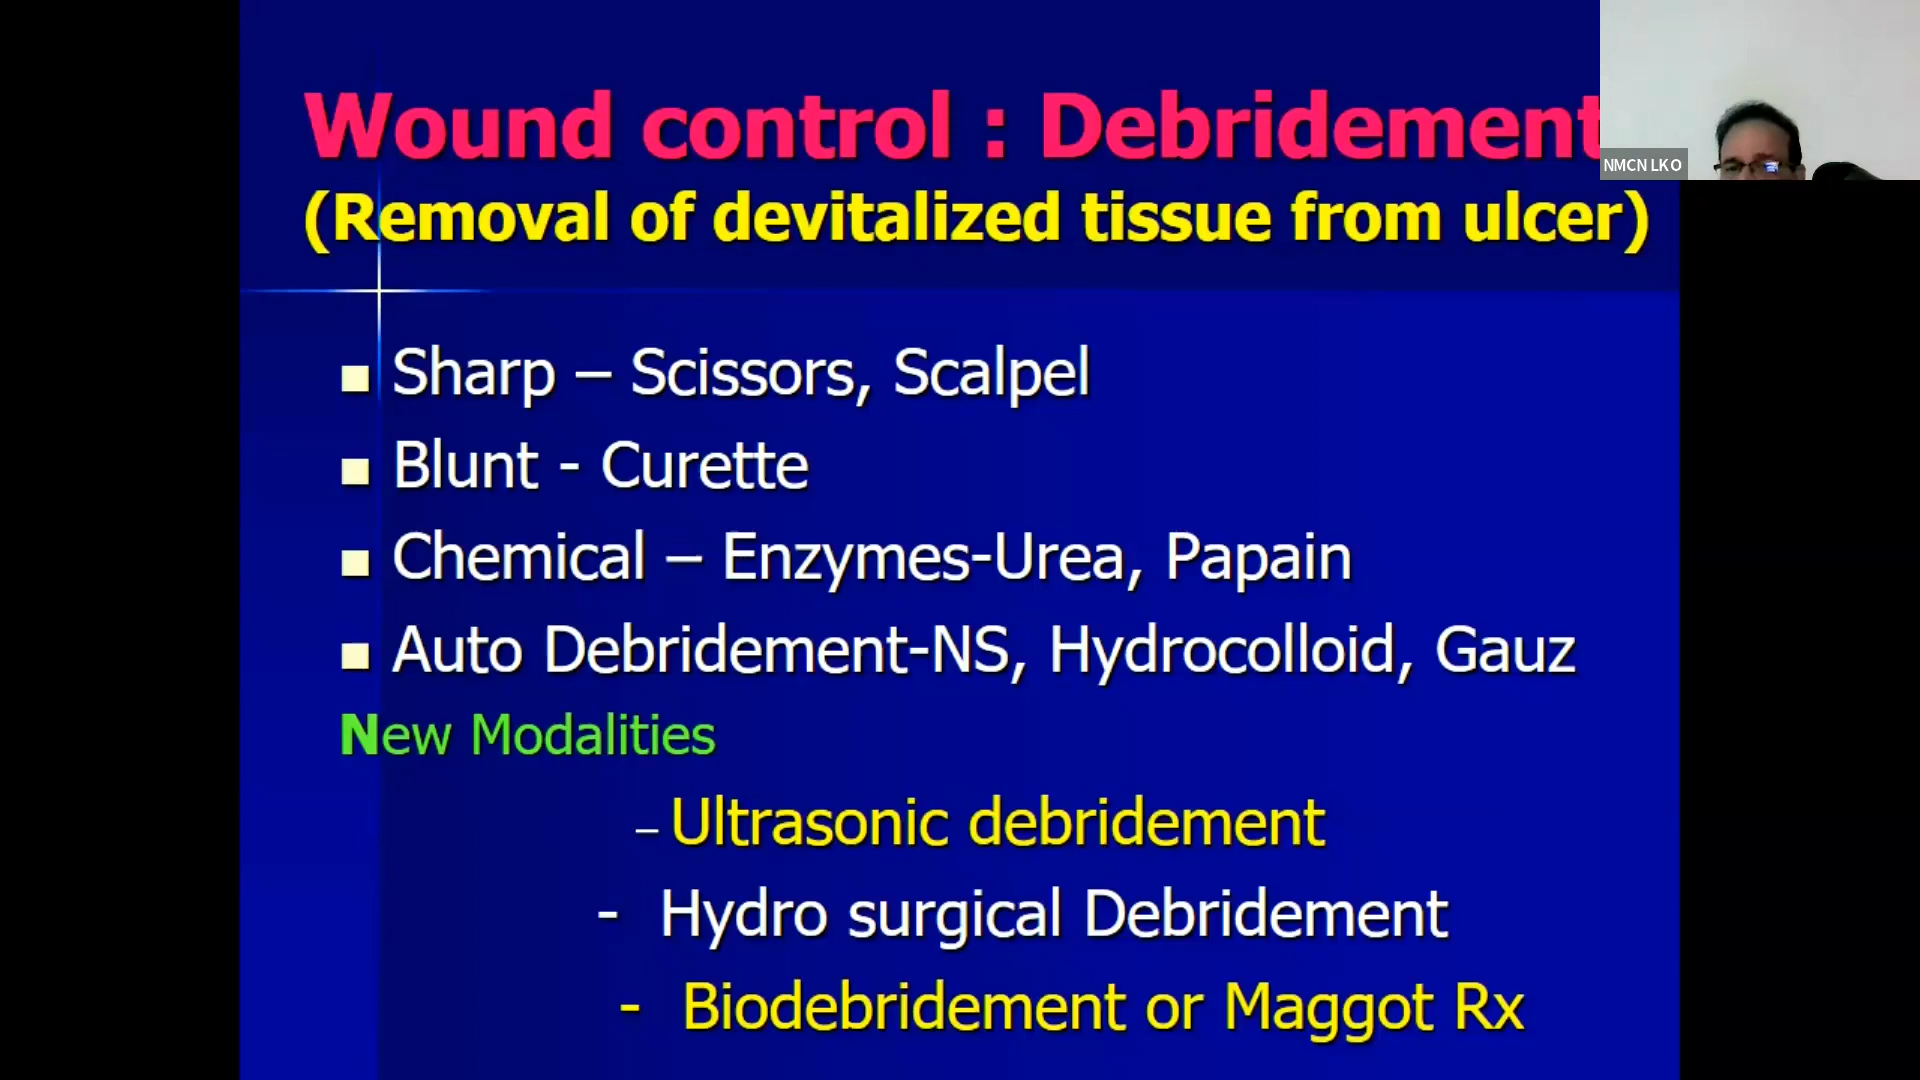 Wound control : Debridement
NMCN LKO
(Removal of devitalized tissue from ulcer)
Sharp – Scissors, Scalpel
Blunt - Curette
Chemical – Enzymes-Urea, Papain
Auto Debridement-NS, Hydrocolloid, Gauz
New Modalities
– Ultrasonic debridement
- Hydro surgical Debridement
- Biodebridement or Maggot Rx